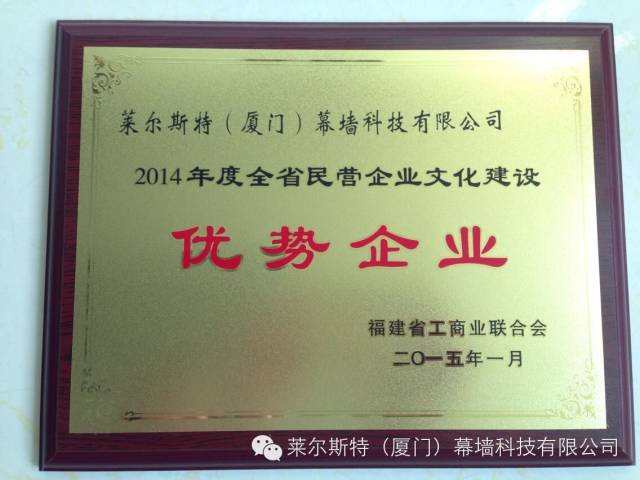 莱尔斯特（厦门）幕墙科技有限公司
2014年度全省民营企业文化建设
优势企业
福建省工商业联合会
二〇一五年一月
莱尔斯特（厦门）幕墙科技有限公司